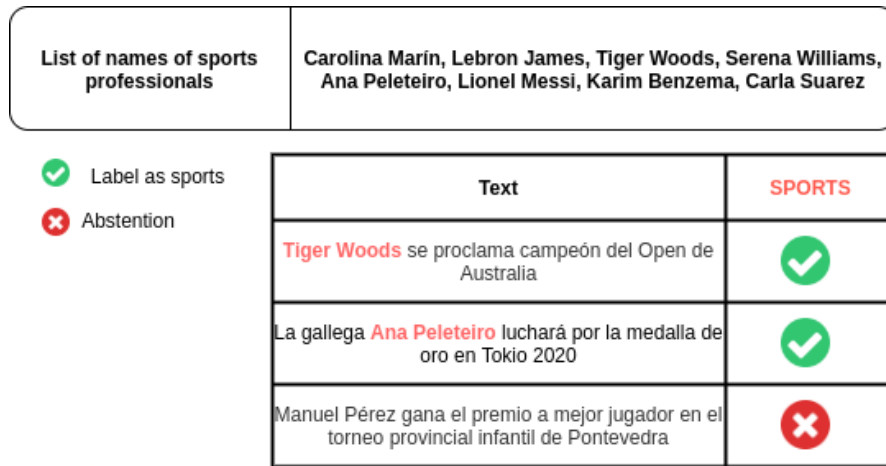 List of names of sports
professionals
Carolina Marín, Lebron James, Tiger Woods, Serena Williams,
Ana Peleteiro, Lionel Messi, Karim Benzema, Carla Suarez
Label as sports
Abstention
Text
SPORTS
Tiger Woods se proclama campeón del Open de
Australia
La gallega Ana Peleteiro luchará por la medalla de
oro en Tokio 2020
Manuel Pérez gana el premio a mejor jugador en el
torneo provincial infantil de Pontevedra